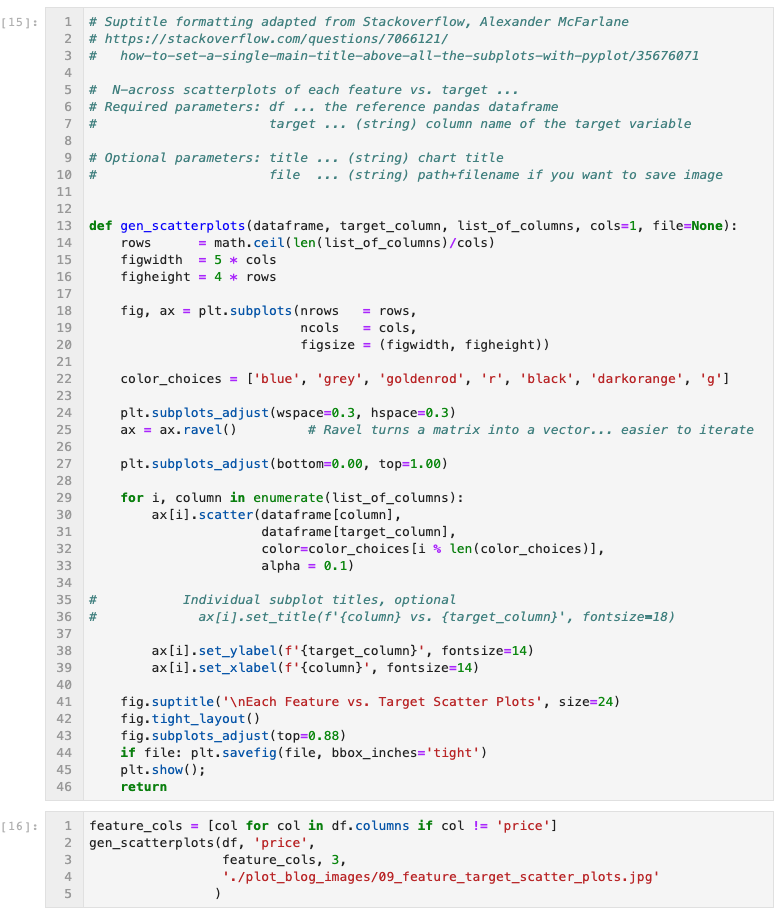 [15]:
1 # Suptitle formatting adapted from Stackoverflow, Alexander McFarlane
2 # https://stackoverflow.com/questions/7066121/
3 #   how-to-set-a-single-main-title-above-all-the-subplots-with-pyplot/35676071
4
5 #  N-across scatterplots of each feature vs. target ...
6 # Required parameters: df ... the reference pandas dataframe
7 #                      target ... (string) column name of the target variable
8
9 # Optional parameters: title ... (string) chart title
10 #                      file  ... (string) path+filename if you want to save image
11
12
13 def gen_scatterplots(dataframe, target_column, list_of_columns, cols=1, file=None):
14     rows      = math.ceil(len(list_of_columns)/cols)
15     figwidth  = 5 * cols
16     figheight = 4 * rows
17
18     fig, ax = plt.subplots(nrows   = rows,
19                            ncols   = cols,
20                            figsize = (figwidth, figheight))
21
22     color_choices = ['blue', 'grey', 'goldenrod', 'r', 'black', 'darkorange', 'g']
23
24     plt.subplots_adjust(wspace=0.3, hspace=0.3)
25     ax = ax.ravel()         # Ravel turns a matrix into a vector... easier to iterate
26
27     plt.subplots_adjust(bottom=0.00, top=1.00)
28
29     for i, column in enumerate(list_of_columns):
30         ax[i].scatter(dataframe[column],
31                       dataframe[target_column],
32                       color=color_choices[i % len(color_choices)],
33                       alpha = 0.1)
34
35 #           Individual subplot titles, optional
36 #             ax[i].set_title(f'{column} vs. {target_column}', fontsize=18)
37
38         ax[i].set_ylabel(f'{target_column}', fontsize=14)
39         ax[i].set_xlabel(f'{column}', fontsize=14)
40
41     fig.suptitle('\nEach Feature vs. Target Scatter Plots', size=24)
42     fig.tight_layout()
43     fig.subplots_adjust(top=0.88)
44     if file: plt.savefig(file, bbox_inches='tight')
45     plt.show();
46     return
[16]:
1 feature_cols = [col for col in df.columns if col != 'price']
2 gen_scatterplots(df, 'price',
3                  feature_cols, 3,
4                  './plot_blog_images/09_feature_target_scatter_plots.jpg'
5                 )